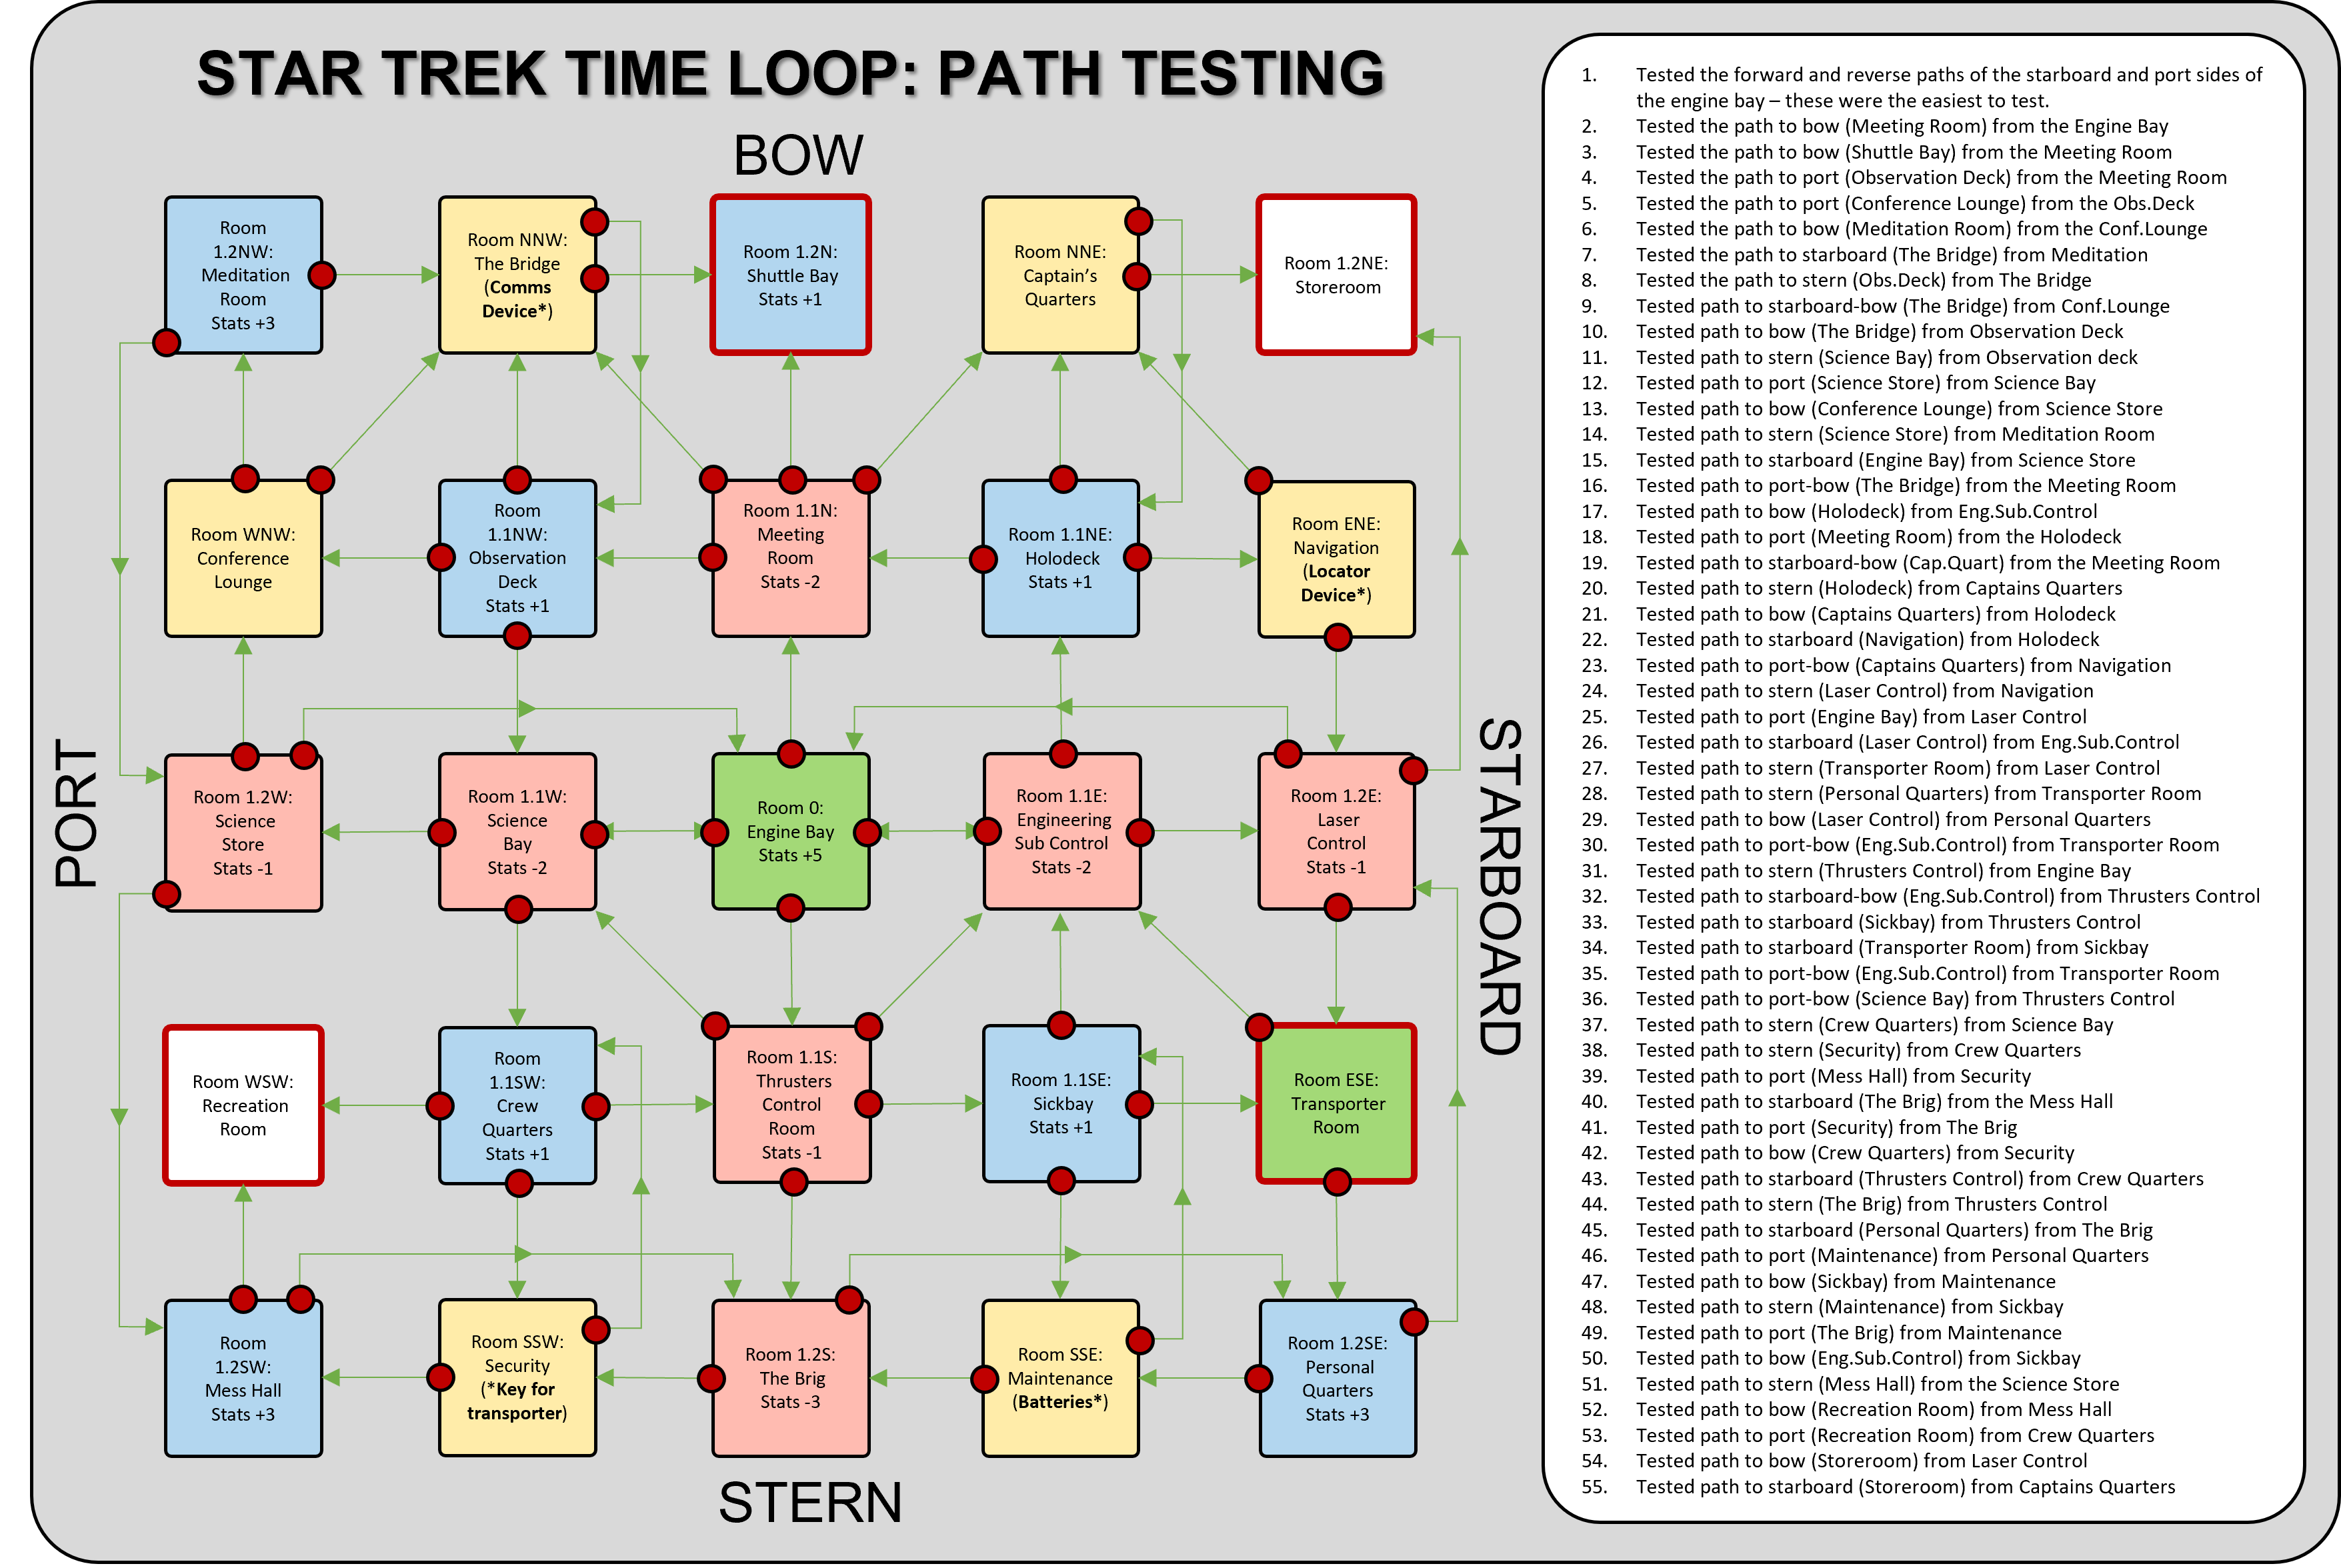 STAR TREK TIME LOOP: PATH TESTING
BOW
PORT
STARBOARD
STERN
Room
1.2NW:
Meditation
Room
Stats +3
Room NNW:
The Bridge
(Comms
Device*)
Room 1.2N:
Shuttle Bay
Stats +1
Room NNE:
Captain’s
Quarters
Room 1.2NE:
Storeroom
Room WNW:
Conference
Lounge
Room
1.1NW:
Observation
Deck
Stats +1
Room 1.1N:
Meeting
Room
Stats -2
Room 1.1NE:
Holodeck
Stats +1
Room ENE:
Navigation
(Locator
Device*)
Room 1.2W:
Science
Store
Stats -1
Room 1.1W:
Science
Bay
Stats -2
Room 0:
Engine Bay
Stats +5
Room 1.1E:
Engineering
Sub Control
Stats -2
Room 1.2E:
Laser
Control
Stats -1
Room WSW:
Recreation
Room
Room
1.1SW:
Crew
Quarters
Stats +1
Room 1.1S:
Thrusters
Control
Room
Stats -1
Room 1.1SE:
Sickbay
Stats +1
Room ESE:
Transporter
Room
Room
1.2SW:
Mess Hall
Stats +3
Room SSW:
Security
(*Key for
transporter)
Room 1.2S:
The Brig
Stats -3
Room SSE:
Maintenance
(Batteries*)
Room 1.2SE:
Personal
Quarters
Stats +3
1. Tested the forward and reverse paths of the starboard and port sides of
the engine bay – these were the easiest to test.
2. Tested the path to bow (Meeting Room) from the Engine Bay
3. Tested the path to bow (Shuttle Bay) from the Meeting Room
4. Tested the path to port (Observation Deck) from the Meeting Room
5. Tested the path to port (Conference Lounge) from the Obs.Deck
6. Tested the path to bow (Meditation Room) from the Conf.Lounge
7. Tested the path to starboard (The Bridge) from Meditation
8. Tested the path to stern (Obs.Deck) from The Bridge
9. Tested path to starboard-bow (The Bridge) from Conf.Lounge
10. Tested path to bow (The Bridge) from Observation Deck
11. Tested path to stern (Science Bay) from Observation deck
12. Tested path to port (Science Store) from Science Bay
13. Tested path to bow (Conference Lounge) from Science Store
14. Tested path to stern (Science Store) from Meditation Room
15. Tested path to starboard (Engine Bay) from Science Store
16. Tested path to port-bow (The Bridge) from the Meeting Room
17. Tested path to bow (Holodeck) from Eng.Sub.Control
18. Tested path to port (Meeting Room) from the Holodeck
19. Tested path to starboard-bow (Cap.Quart) from the Meeting Room
20. Tested path to stern (Holodeck) from Captains Quarters
21. Tested path to bow (Captains Quarters) from Holodeck
22. Tested path to starboard (Navigation) from Holodeck
23. Tested path to port-bow (Captains Quarters) from Navigation
24. Tested path to stern (Laser Control) from Navigation
25. Tested path to port (Engine Bay) from Laser Control
26. Tested path to starboard (Laser Control) from Eng.Sub.Control
27. Tested path to stern (Transporter Room) from Laser Control
28. Tested path to stern (Personal Quarters) from Transporter Room
29. Tested path to bow (Laser Control) from Personal Quarters
30. Tested path to port-bow (Eng.Sub.Control) from Transporter Room
31. Tested path to stern (Thrusters Control) from Engine Bay
32. Tested path to starboard-bow (Eng.Sub.Control) from Thrusters Control
33. Tested path to starboard (Sickbay) from Thrusters Control
34. Tested path to starboard (Transporter Room) from Sickbay
35. Tested path to port-bow (Eng.Sub.Control) from Transporter Room
36. Tested path to port-bow (Science Bay) from Thrusters Control
37. Tested path to stern (Crew Quarters) from Science Bay
38. Tested path to stern (Security) from Crew Quarters
39. Tested path to port (Mess Hall) from Security
40. Tested path to starboard (The Brig) from the Mess Hall
41. Tested path to port (Security) from The Brig
42. Tested path to bow (Crew Quarters) from Security
43. Tested path to starboard (Thrusters Control) from Crew Quarters
44. Tested path to stern (The Brig) from Thrusters Control
45. Tested path to starboard (Personal Quarters) from The Brig
46. Tested path to port (Maintenance) from Personal Quarters
47. Tested path to bow (Sickbay) from Maintenance
48. Tested path to stern (Maintenance) from Sickbay
49. Tested path to port (The Brig) from Maintenance
50. Tested path to bow (Eng.Sub.Control) from Sickbay
51. Tested path to stern (Mess Hall) from the Science Store
52. Tested path to bow (Recreation Room) from Mess Hall
53. Tested path to port (Recreation Room) from Crew Quarters
54. Tested path to bow (Storeroom) from Laser Control
55. Tested path to starboard (Storeroom) from Captains Quarters